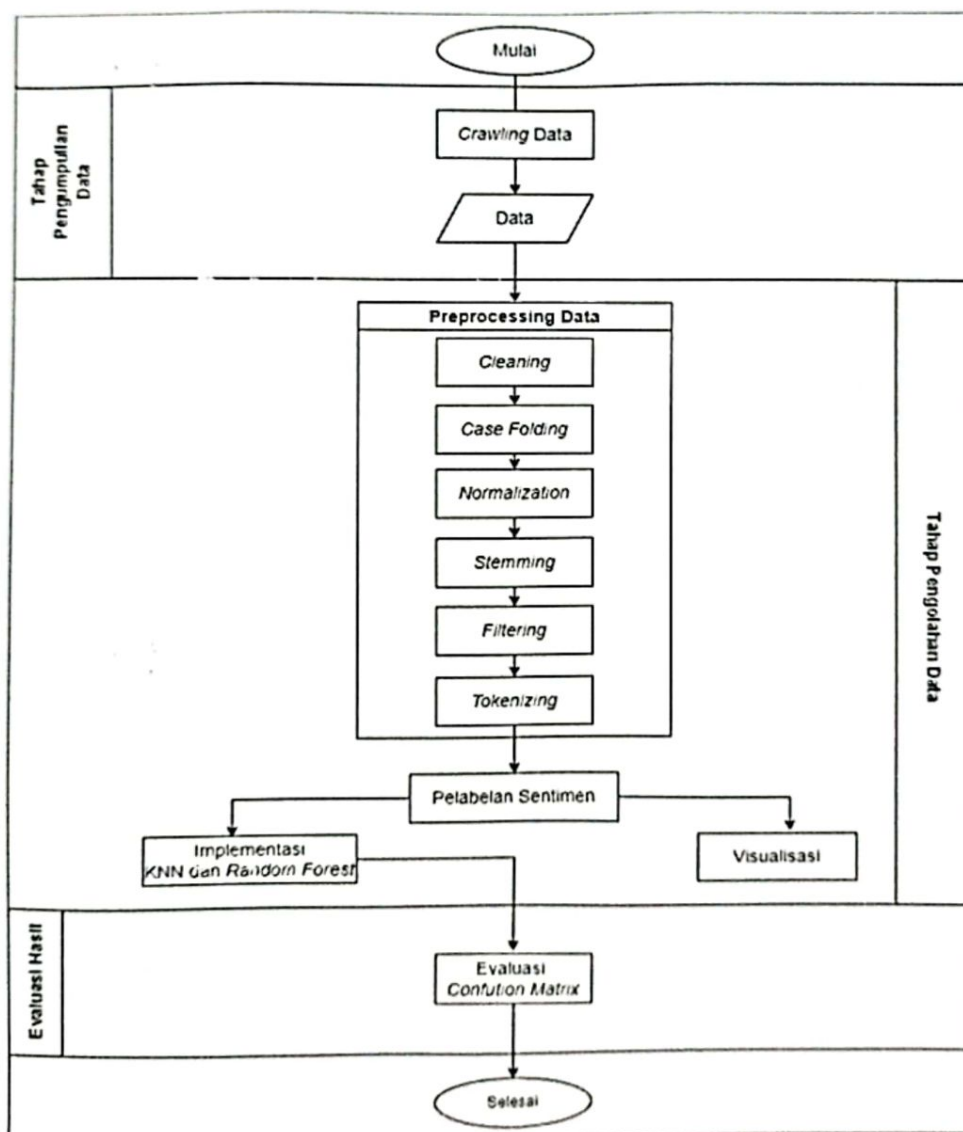 Mulai
Tahap
Pengumpullan
Data
Crawling Data
Data
Preprocessing Data
Cleaning
Case Folding
Normalization
Stemming
Filtering
Tokenizing
Tahap Pengolahan Data
Pelabelan Sentimen
Implementasi
KNN dan Random Forest
Visualisasi
Evaluasi Hasil
Evaluasi
Confution Matrix
Selesai